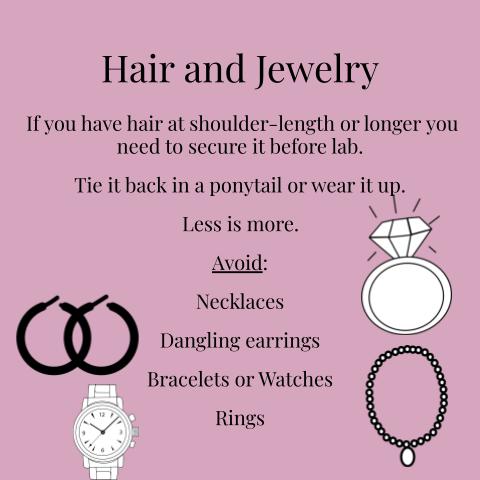 Hair and Jewelry
If you have hair at shoulder-length or longer you
need to secure it before lab.
Tie it back in a ponytail or wear it up.
Less is more.
Avoid:
Necklaces
Dangling earrings
Bracelets or Watches
Rings